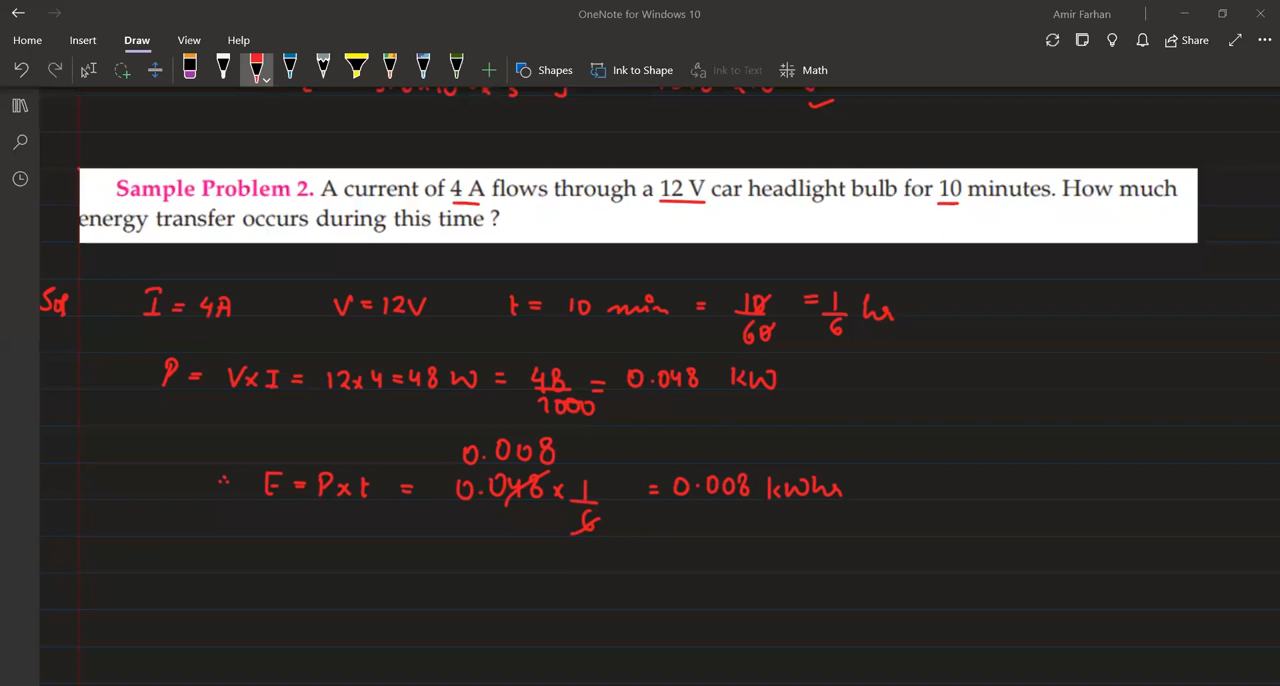 OneNote for Windows 10
Amir Farhan
Home Insert Draw View Help
Share
Shapes Ink to Shape Ink to Text Math
Sample Problem 2. A current of 4 A flows through a 12 V car headlight bulb for 10 minutes. How much
energy transfer occurs during this time ?
Sol I = 4A V = 12V t = 10 min = 10/60 = 1/6 hr
P = V×I = 12×4 = 48 W = 48/1000 = 0.048 kW
0.008
∴ E = P×t = 0.048 × 1/6 = 0.008 kWhr